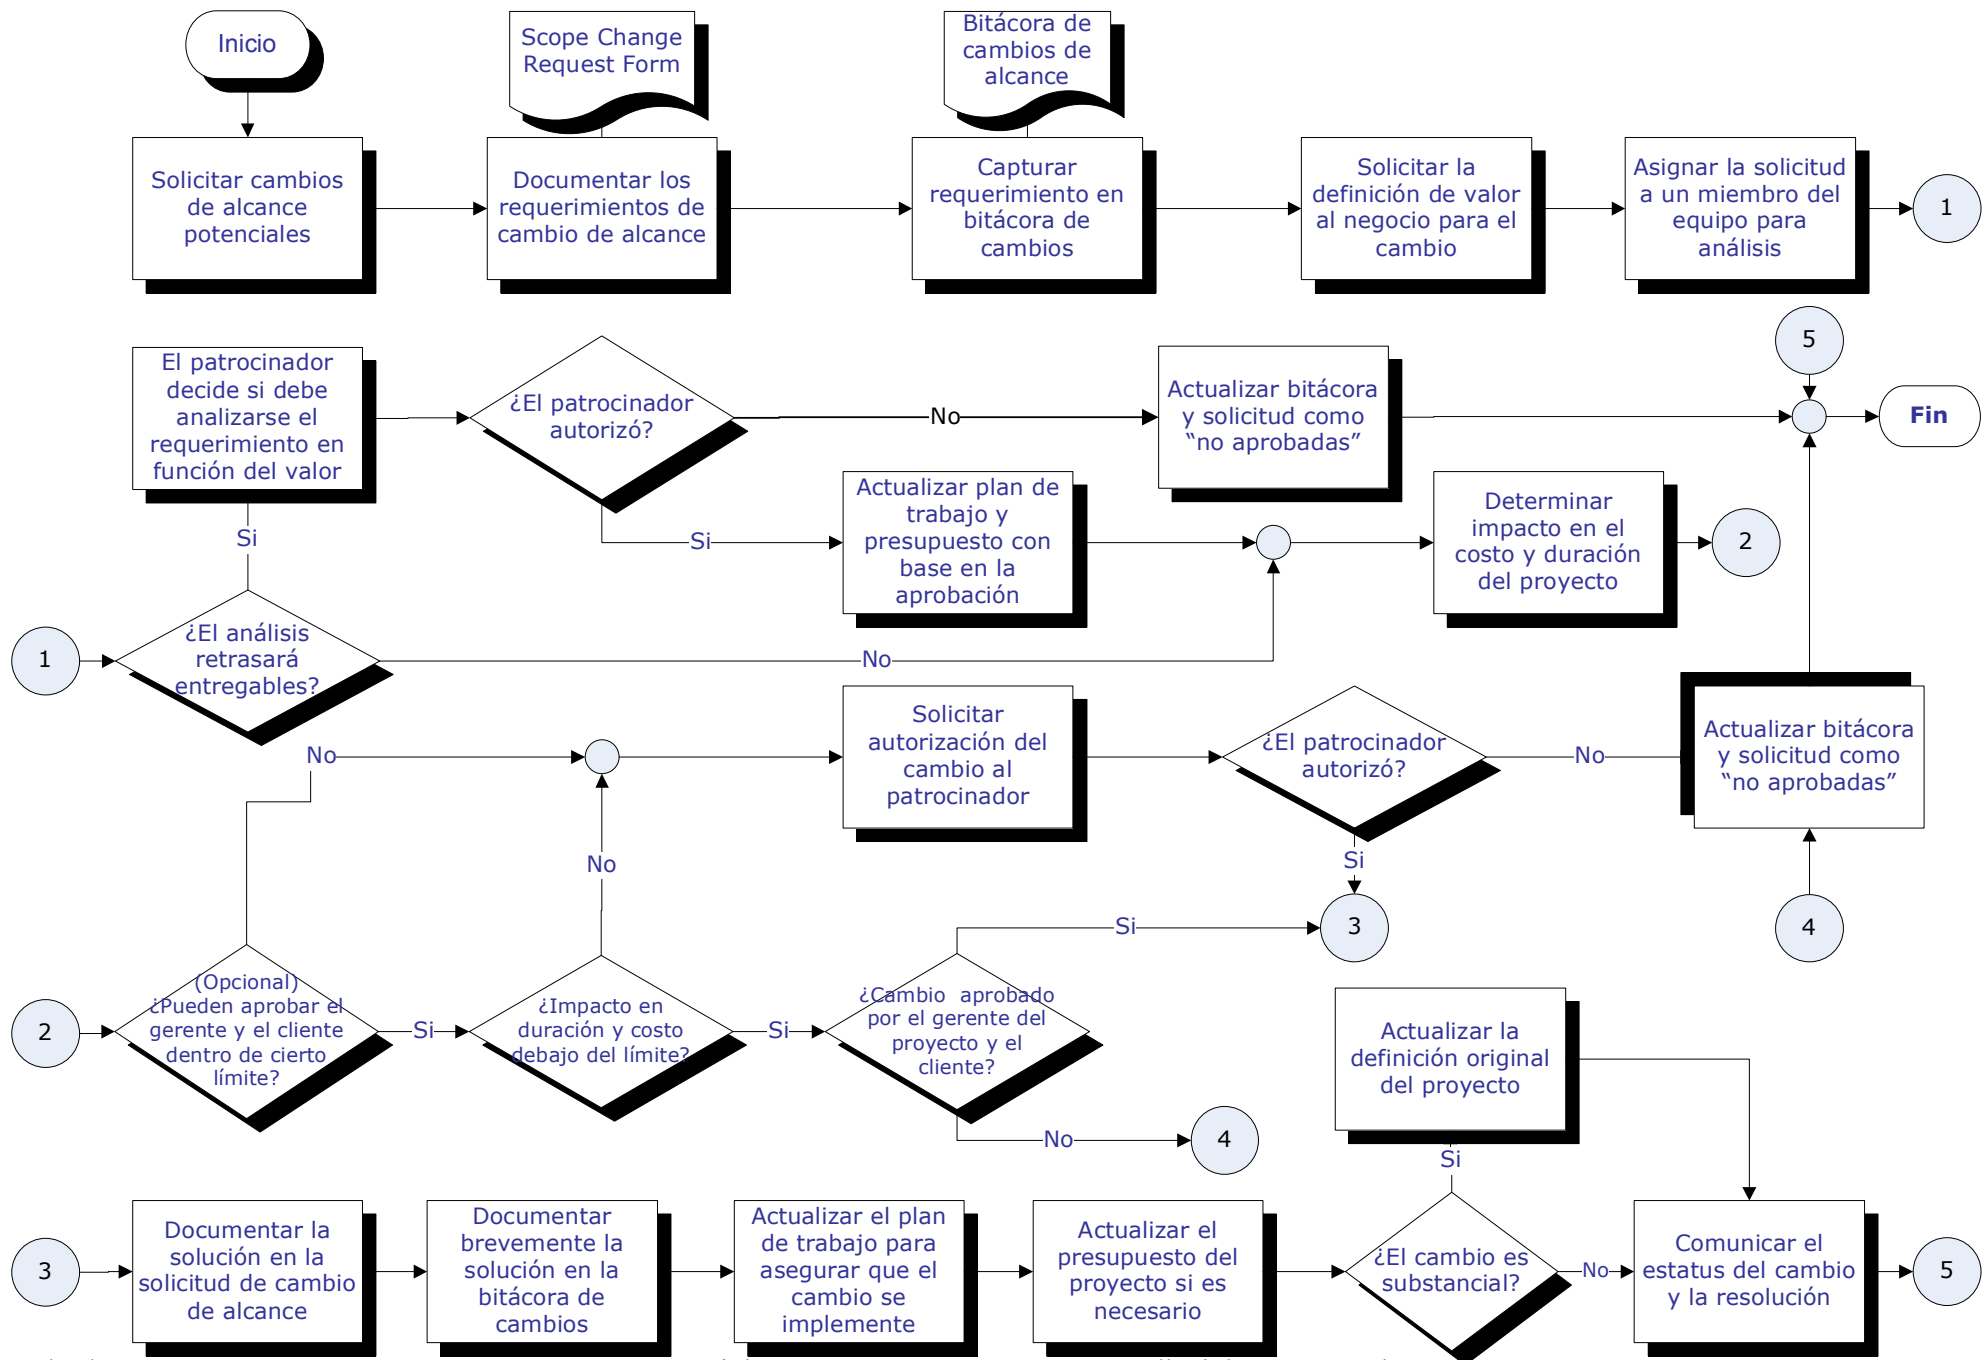 Inicio
Scope Change
Request Form
Bitácora de
cambios de
alcance
Solicitar cambios
de alcance
potenciales
Documentar los
requerimientos de
cambio de alcance
Capturar
requerimiento en
bitácora de
cambios
Solicitar la
definición de valor
al negocio para el
cambio
Asignar la solicitud
a un miembro del
equipo para
análisis
1
El patrocinador
decide si debe
analizarse el
requerimiento en
función del valor
¿El patrocinador
autorizó?
No
Actualizar bitácora
y solicitud como
“no aprobadas”
5
Fin
Si
Si
Actualizar plan de
trabajo y
presupuesto con
base en la
aprobación
Determinar
impacto en el
costo y duración
del proyecto
2
1
¿El análisis
retrasará
entregables?
No
No
Solicitar
autorización del
cambio al
patrocinador
¿El patrocinador
autorizó?
No
Actualizar bitácora
y solicitud como
“no aprobadas”
No
Si
Si
3
4
2
(Opcional)
¿Pueden aprobar el
gerente y el cliente
dentro de cierto
límite?
Si
¿Impacto en
duración y costo
debajo del límite?
Si
¿Cambio aprobado
por el gerente del
proyecto y el
cliente?
No
4
Actualizar la
definición original
del proyecto
Si
3
Documentar la
solución en la
solicitud de cambio
de alcance
Documentar
brevemente la
solución en la
bitácora de
cambios
Actualizar el plan
de trabajo para
asegurar que el
cambio se
implemente
Actualizar el
presupuesto del
proyecto si es
necesario
¿El cambio es
substancial?
No
Comunicar el
estatus del cambio
y la resolución
5